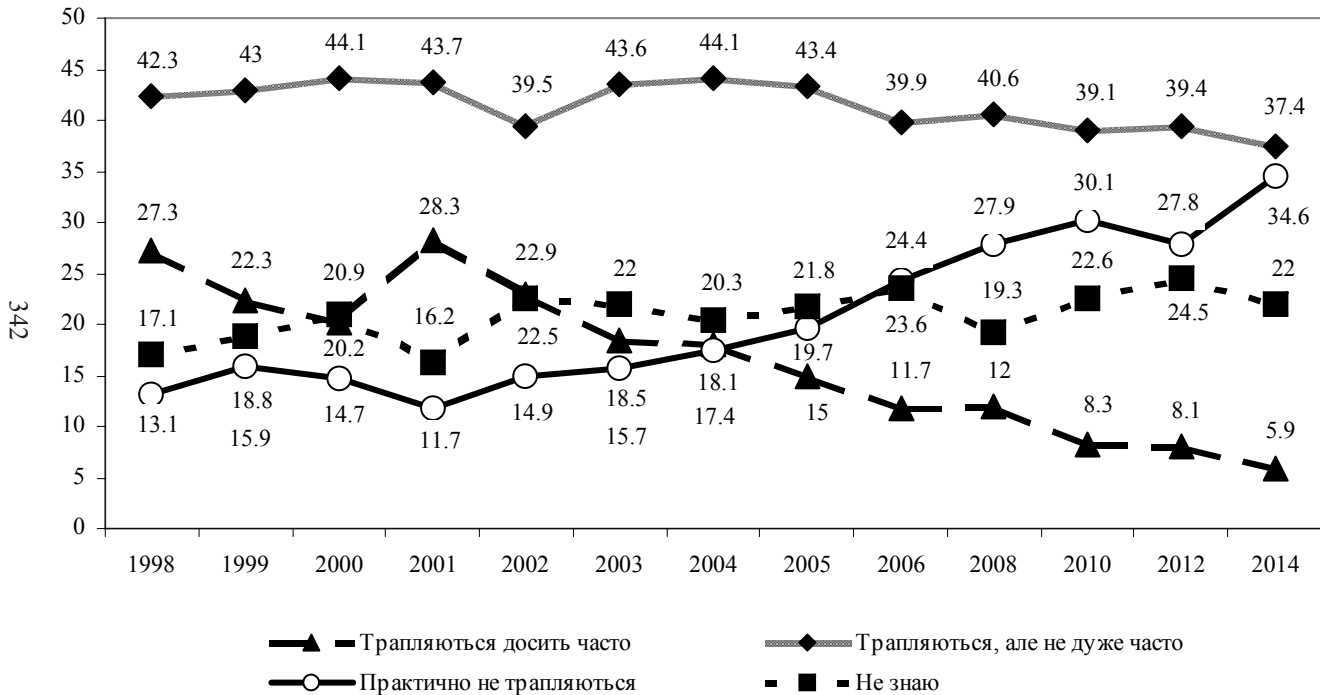 50
42.3 43 44.1 43.7 39.5 43.6 44.1 43.4 39.9 40.6 39.1 39.4 37.4
45
40
35
27.3 22.3 20.9 28.3 22.9 22 20.3 21.8 24.4 27.9 30.1 27.8 34.6
30
25
17.1 20.2 16.2 22.5 19.7 23.6 19.3 22.6 24.5 22
20
15
13.1 18.8 14.7 11.7 14.9 18.5 18.1 15 11.7 12 8.3 8.1 5.9
15.9 15.7 17.4
10
5
0
1998 1999 2000 2001 2002 2003 2004 2005 2006 2008 2010 2012 2014
Трапляються досить часто Трапляються, але не дуже часто
Практично не трапляються Не знаю
342